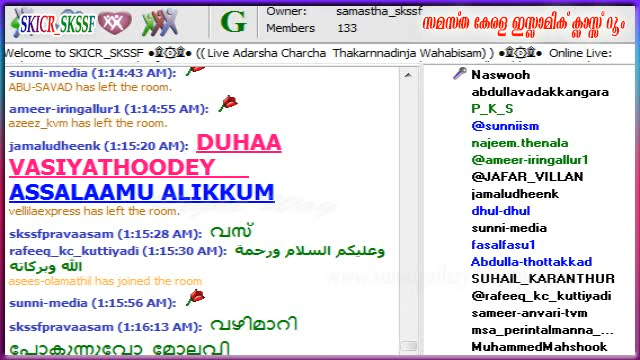 SKICR_SKSSF
Owner: samastha_skssf
Members 133
സമസ്ത കേരള ഇസ്ലാമിക് ക്ലാസ്സ് റൂം
Welcome to SKICR_SKSSF (( Live Adarsha Charcha Thakarnnadinja Wahabisam)) Online Live:
sunni-media (1:14:43 AM):
ABU-SAVAD has left the room.
ameer-iringallur1 (1:14:55 AM):
azeez_kvm has left the room.
jamaludheenk (1:15:20 AM): DUHAA
VASIYATHOODEY
ASSALAAMU ALIKKUM
vellilaexpress has left the room.
skssfpravaasam (1:15:28 AM): വസ്
rafeeq_kc_kuttiyadi (1:15:30 AM): وعليكم السلام ورحمة
الله وبركاته
asees-olamathil has joined the room
sunni-media (1:15:56 AM):
skssfpravaasam (1:16:13 AM): വഴിമാറി
പോകുന്നുവോ മോലവി
Naswooh
abdullavadakkangara
P_K_S
@sunniism
najeem.thenala
@ameer-iringallur1
@JAFAR_VILLAN
jamaludheenk
dhul-dhul
sunni-media
fasalfasu1
Abdulla-thottakkad
SUHAIL_KARANTHUR
@rafeeq_kc_kuttiyadi
sameer-anvari-tvm
msa_perintalmanna_...
MuhammedMahshook